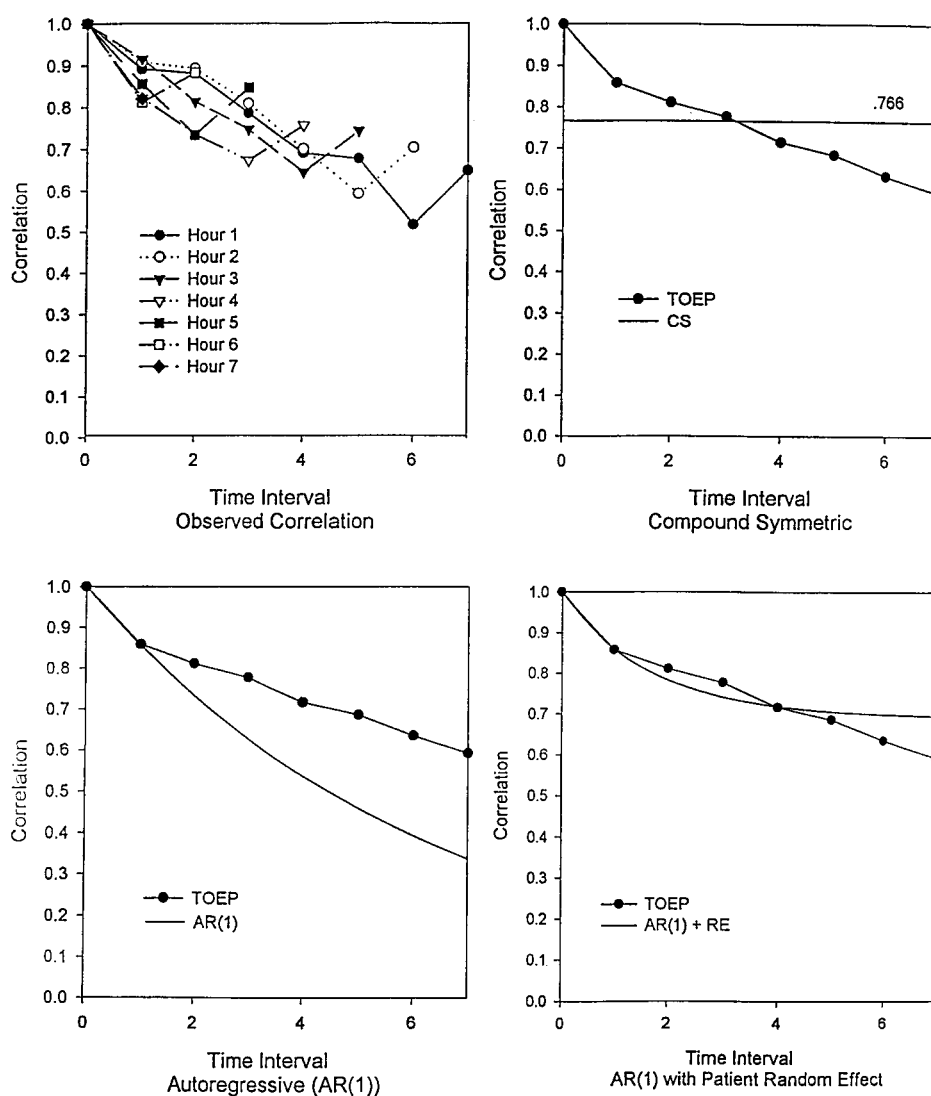 1.0
0.9
0.8
0.7
0.6
0.5
0.4
0.3
0.2
0.1
0.0
Correlation
Hour 1
Hour 2
Hour 3
Hour 4
Hour 5
Hour 6
Hour 7
0 2 4 6
Time Interval
Observed Correlation
1.0
0.9
0.8
0.7
0.6
0.5
0.4
0.3
0.2
0.1
0.0
Correlation
.766
TOEP
CS
0 2 4 6
Time Interval
Compound Symmetric
1.0
0.9
0.8
0.7
0.6
0.5
0.4
0.3
0.2
0.1
0.0
Correlation
TOEP
AR(1)
0 2 4 6
Time Interval
Autoregressive (AR(1))
1.0
0.9
0.8
0.7
0.6
0.5
0.4
0.3
0.2
0.1
0.0
Correlation
TOEP
AR(1) + RE
0 2 4 6
Time Interval
AR(1) with Patient Random Effect